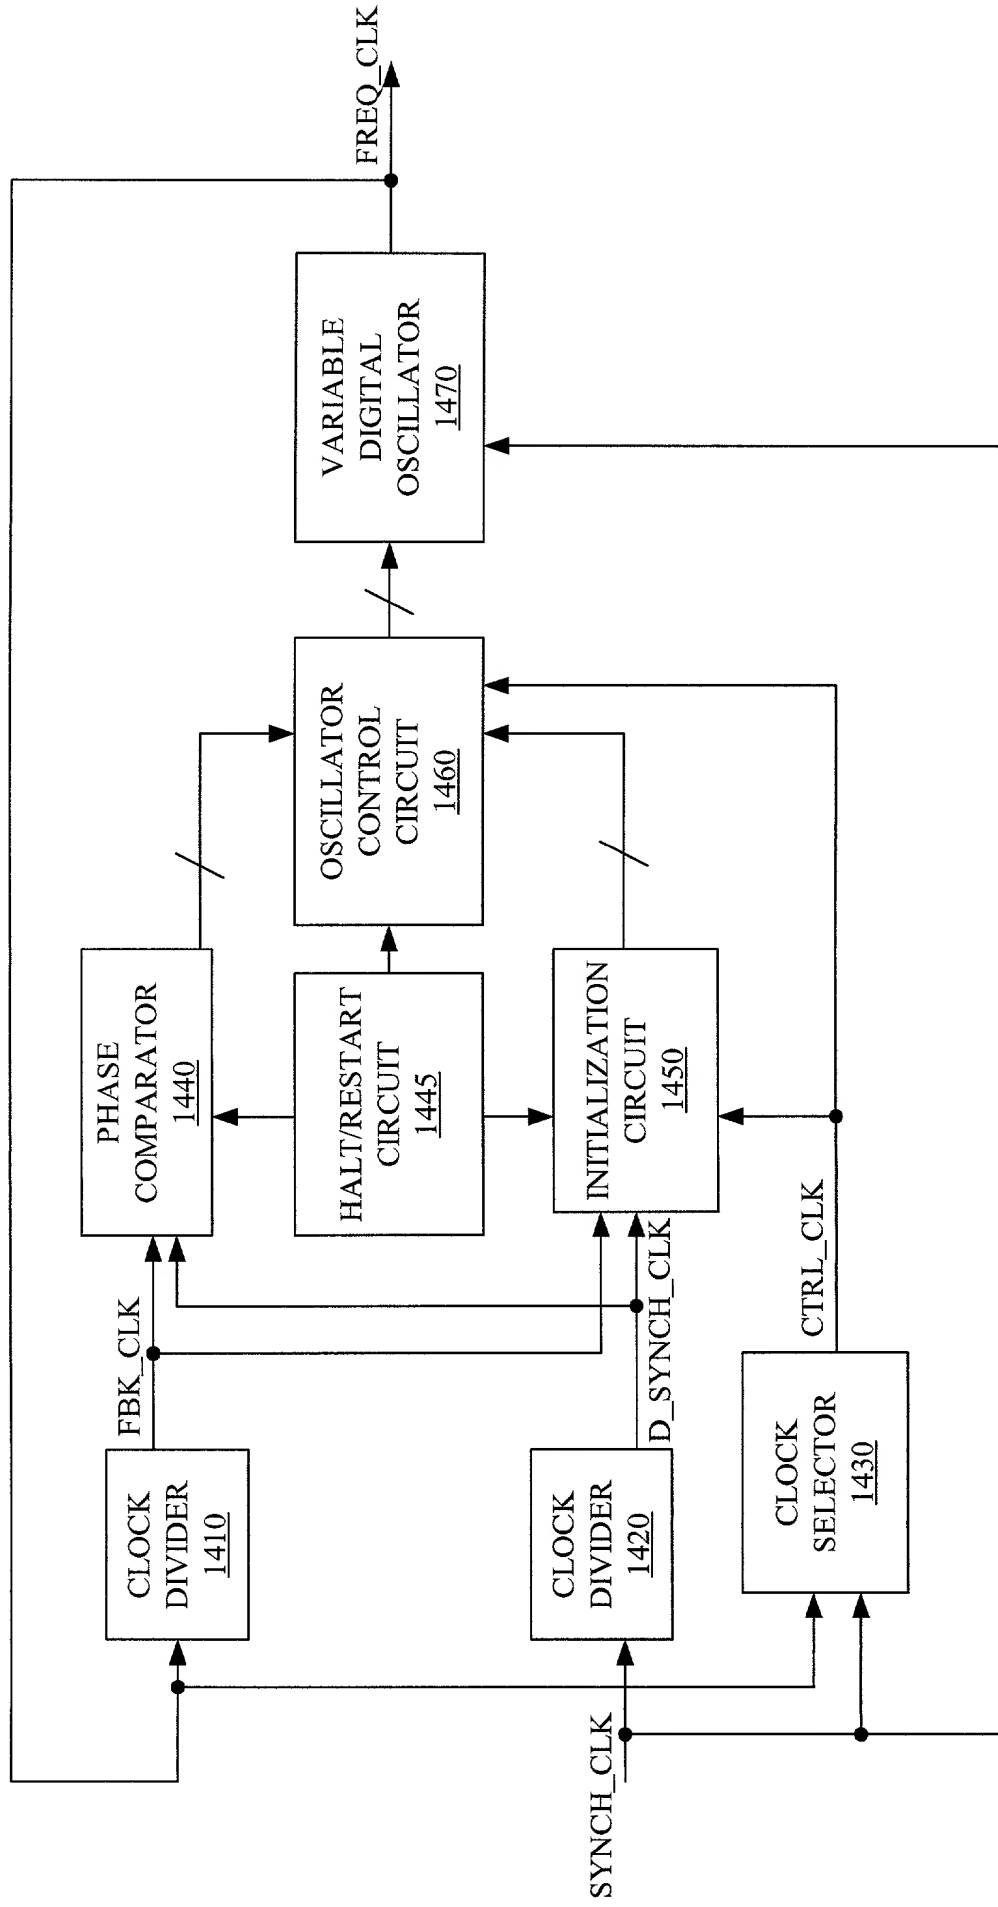 FREQ_CLK
VARIABLE
DIGITAL
OSCILLATOR
1470
OSCILLATOR
CONTROL
CIRCUIT
1460
PHASE
COMPARATOR
1440
HALT/RESTART
CIRCUIT
1445
INITIALIZATION
CIRCUIT
1450
FBK_CLK
D_SYNCH_CLK
CTRL_CLK
CLOCK
DIVIDER
1410
CLOCK
DIVIDER
1420
CLOCK
SELECTOR
1430
SYNCH_CLK